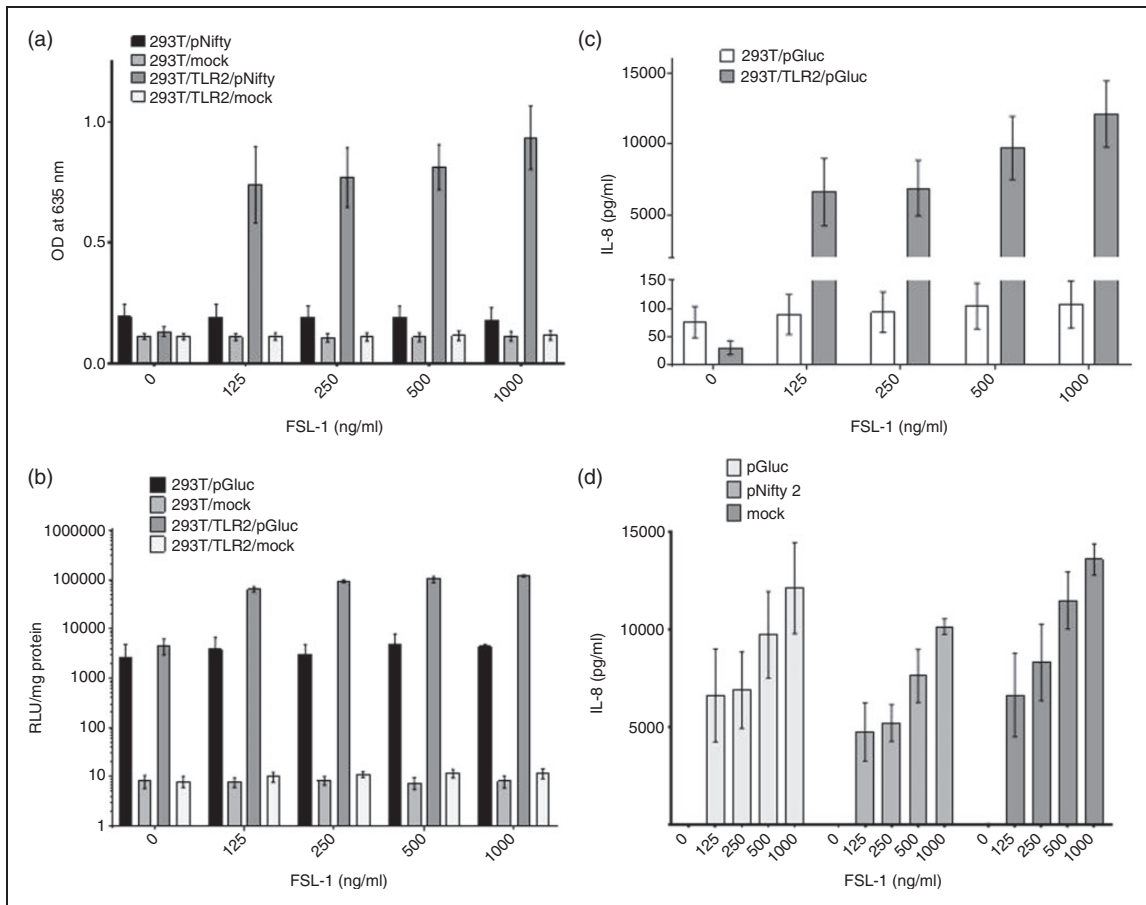 (a)
293T/pNifty
293T/mock
293T/TLR2/pNifty
293T/TLR2/mock
1.0
0.5
0.0
OD at 635 nm
0 125 250 500 1000
FSL-1 (ng/ml)
(b)
293T/pGluc
293T/mock
293T/TLR2/pGluc
293T/TLR2/mock
1000000
100000
10000
1000
100
10
1
RLU/mg protein
0 125 250 500 1000
FSL-1 (ng/ml)
(c)
293T/pGluc
293T/TLR2/pGluc
15000
10000
5000
150
100
50
0
IL-8 (pg/ml)
0 125 250 500 1000
FSL-1 (ng/ml)
(d)
pGluc
pNifty 2
mock
15000
10000
5000
IL-8 (pg/ml)
0 125 250 500 1000 0 125 250 500 1000 0 125 250 500 1000
FSL-1 (ng/ml)